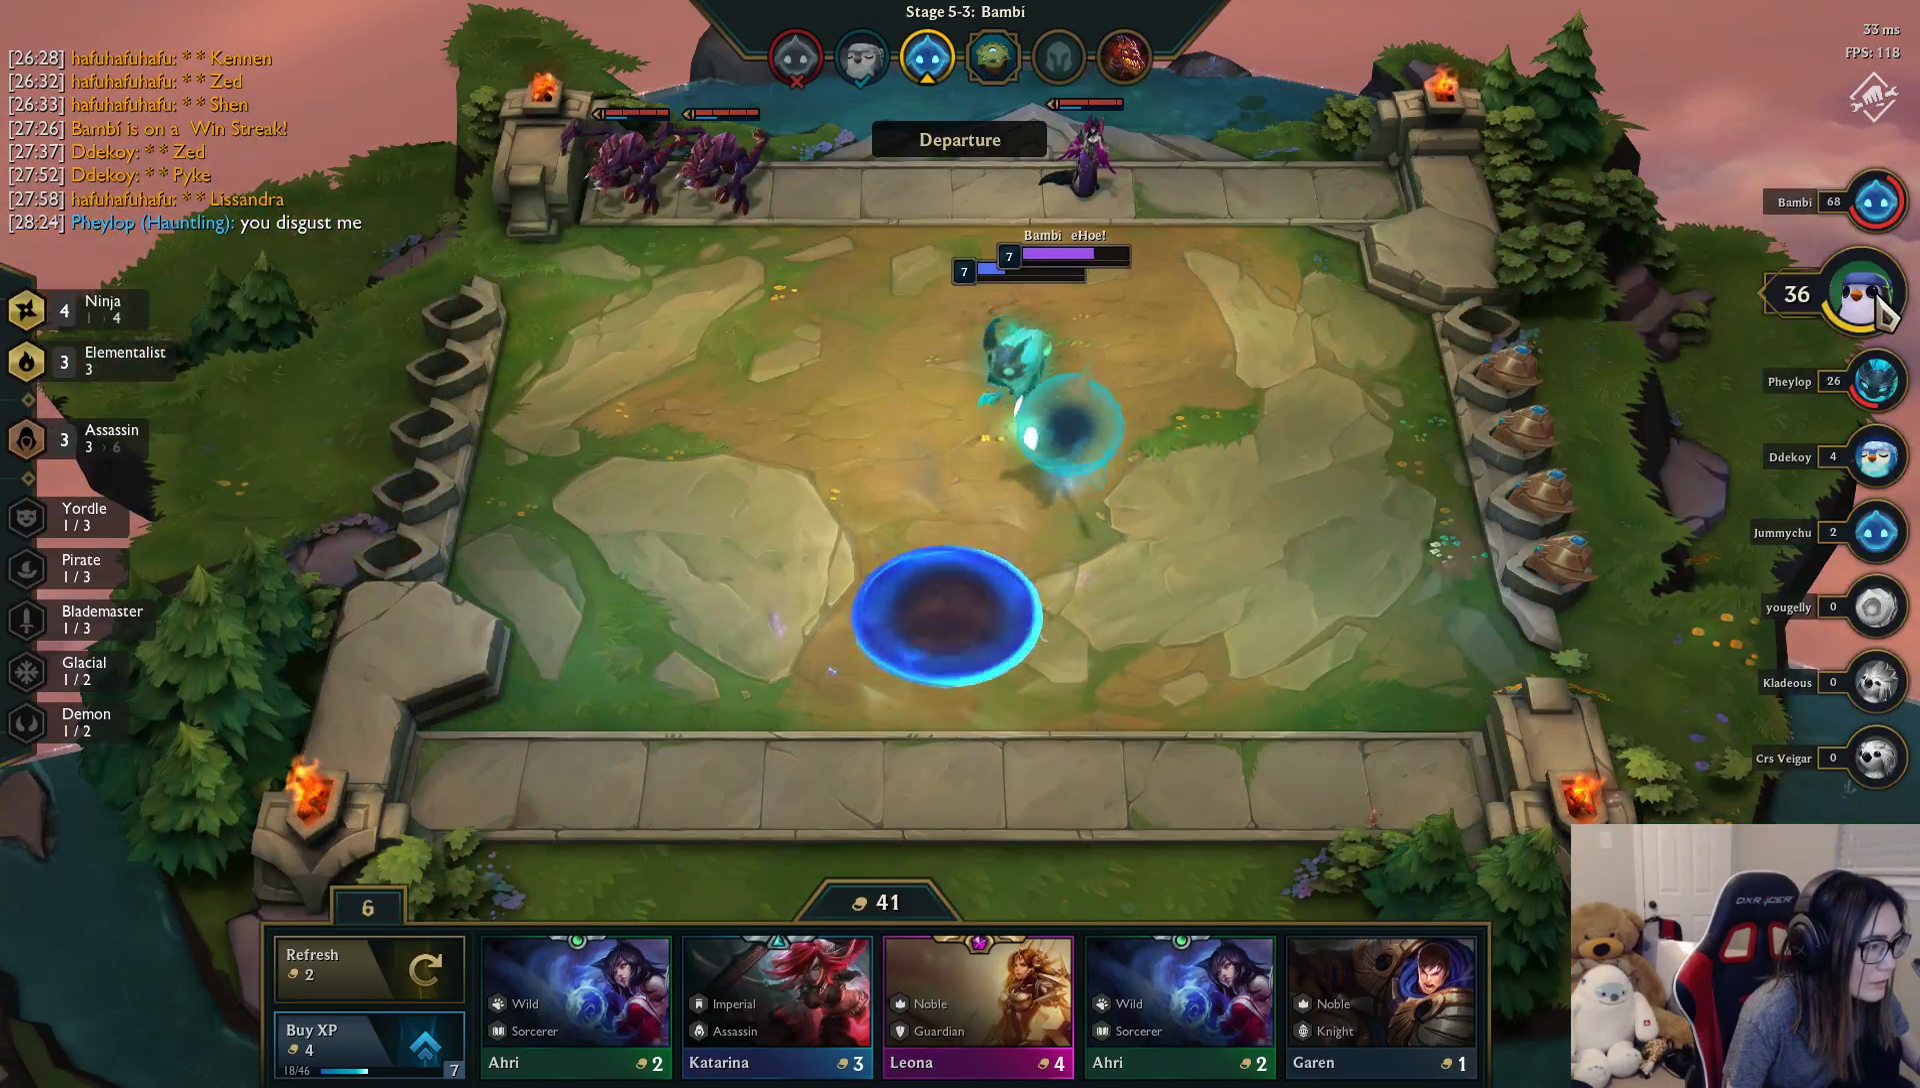 Stage 5-3: Bambí
33 ms
FPS: 118
[26:28] hafuhafuhafu: * * Kennen
[26:32] hafuhafuhafu: * * Zed
[26:33] hafuhafuhafu: * * Shen
[27:26] Bambí is on a Win Streak!
[27:37] Ddekoy: * * Zed
[27:52] Ddekoy: * * Pyke
[27:58] hafuhafuhafu: * * Lissandra
[28:24] Pheylop (Hauntling): you disgust me
Departure
Bambí 68
36
Pheylop 26
Ddekoy 4
Jummychu 2
yougelly 0
Kladeous 0
Crs Veigar 0
Bambí eHoe!
7
7
4 Ninja
1 › 4
3 Elementalist
3
3 Assassin
3 › 6
Yordle
1 / 3
Pirate
1 / 3
Blademaster
1 / 3
Glacial
1 / 2
Demon
1 / 2
6
41
Refresh
2
Buy XP
4
18/46
7
Wild
Sorcerer
Ahri 2
Imperial
Assassin
Katarina 3
Noble
Guardian
Leona 4
Wild
Sorcerer
Ahri 2
Noble
Knight
Garen 1
DXRACER